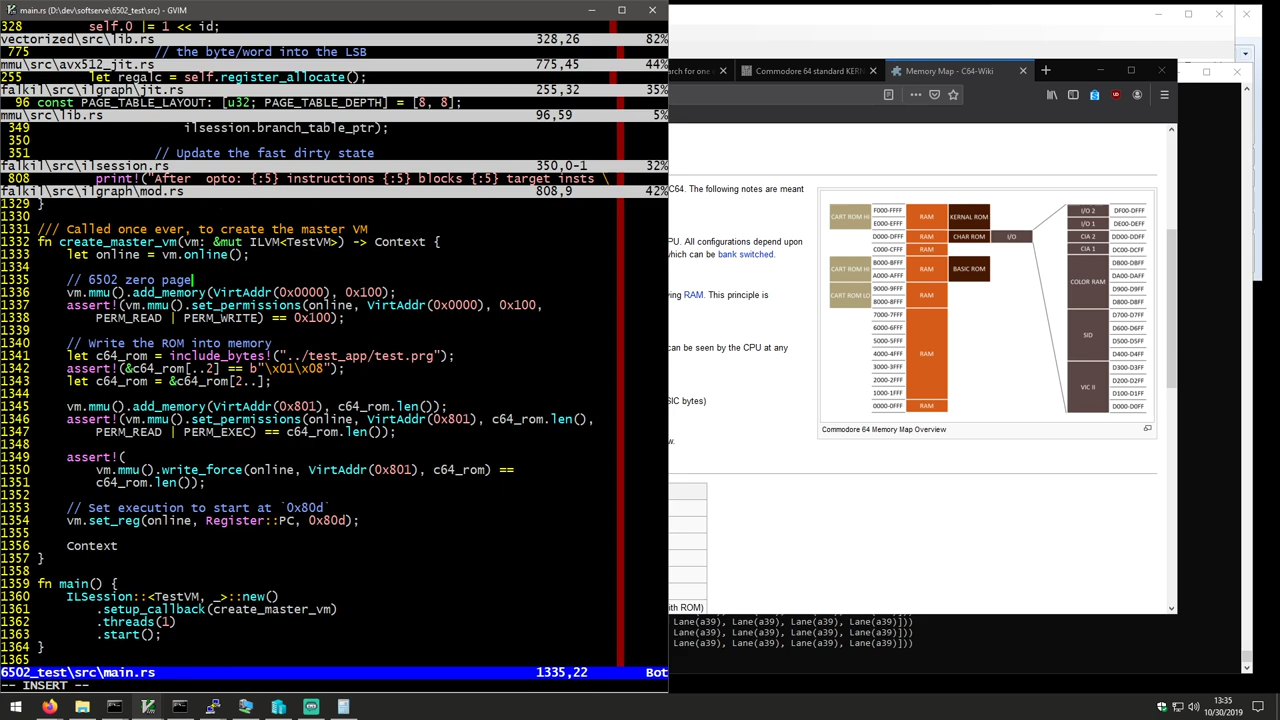 main.rs (D:\dev\softserve\6502_test\src) - GVIM
328         self.0 |= 1 << id;
vectorized\src\lib.rs 328,26 82%
775                 // the byte/word into the LSB
mmu\src\avx512_jit.rs 775,45 44%
255         let regalc = self.register_allocate();
falkil\src\ilgraph\jit.rs 255,32 35%
96 const PAGE_TABLE_LAYOUT: [u32; PAGE_TABLE_DEPTH] = [8, 8];
mmu\src\lib.rs 96,59 5%
349                     ilsession.branch_table_ptr);
350
351                 // Update the fast dirty state
falkil\src\ilsession.rs 350,0-1 32%
808         print!("After  opto: {:5} instructions {:5} blocks {:5} target insts \
falkil\src\ilgraph\mod.rs 808,9 42%
1329 }
1330
1331 /// Called once ever, to create the master VM
1332 fn create_master_vm(vm: &mut ILVM<TestVM>) -> Context {
1333     let online = vm.online();
1334
1335     // 6502 zero page
1336     vm.mmu().add_memory(VirtAddr(0x0000), 0x100);
1337     assert!(vm.mmu().set_permissions(online, VirtAddr(0x0000), 0x100,
1338         PERM_READ | PERM_WRITE) == 0x100);
1339
1340     // Write the ROM into memory
1341     let c64_rom = include_bytes!("../test_app/test.prg");
1342     assert!(&c64_rom[..2] == b"\x01\x08");
1343     let c64_rom = &c64_rom[2..];
1344
1345     vm.mmu().add_memory(VirtAddr(0x801), c64_rom.len());
1346     assert!(vm.mmu().set_permissions(online, VirtAddr(0x801), c64_rom.len(),
1347         PERM_READ | PERM_EXEC) == c64_rom.len());
1348
1349     assert!(
1350         vm.mmu().write_force(online, VirtAddr(0x801), c64_rom) ==
1351         c64_rom.len());
1352
1353     // Set execution to start at `0x80d`
1354     vm.set_reg(online, Register::PC, 0x80d);
1355
1356     Context
1357 }
1358
1359 fn main() {
1360     ILSession::<TestVM, _>::new()
1361         .setup_callback(create_master_vm)
1362         .threads(1)
1363         .start();
1364 }
1365
6502_test\src\main.rs 1335,22 Bot
-- INSERT --
arch for one
Commodore 64 standard KERN
Memory Map - C64-Wiki
C64. The following notes are meant
PU. All configurations depend upon
which can be bank switched.
ying RAM. This principle is
can be seen by the CPU at any
SIC bytes)
w.
ith ROM)
CART ROM HI F000-FFFF RAM KERNAL ROM I/O 2 DF00-DFFF
E000-EFFF I/O 1 DE00-DEFF
D000-DFFF RAM CHAR ROM I/O CIA 2 DD00-DDFF
C000-CFFF RAM CIA 1 DC00-DCFF
CART ROM HI B000-BFFF RAM BASIC ROM COLOR RAM DB00-DBFF
A000-AFFF DA00-DAFF
CART ROM LO 9000-9FFF RAM D900-D9FF
8000-8FFF D800-D8FF
7000-7FFF RAM SID D700-D7FF
6000-6FFF D600-D6FF
5000-5FFF D500-D5FF
4000-4FFF D400-D4FF
3000-3FFF VIC II D300-D3FF
2000-2FFF D200-D2FF
1000-1FFF D100-D1FF
0000-0FFF RAM D000-D0FF
Commodore 64 Memory Map Overview
Lane(a39), Lane(a39), Lane(a39), Lane(a39)]))
Lane(a39), Lane(a39), Lane(a39), Lane(a39)]))
Lane(a39), Lane(a39), Lane(a39), Lane(a39)]))
13:35
10/30/2019